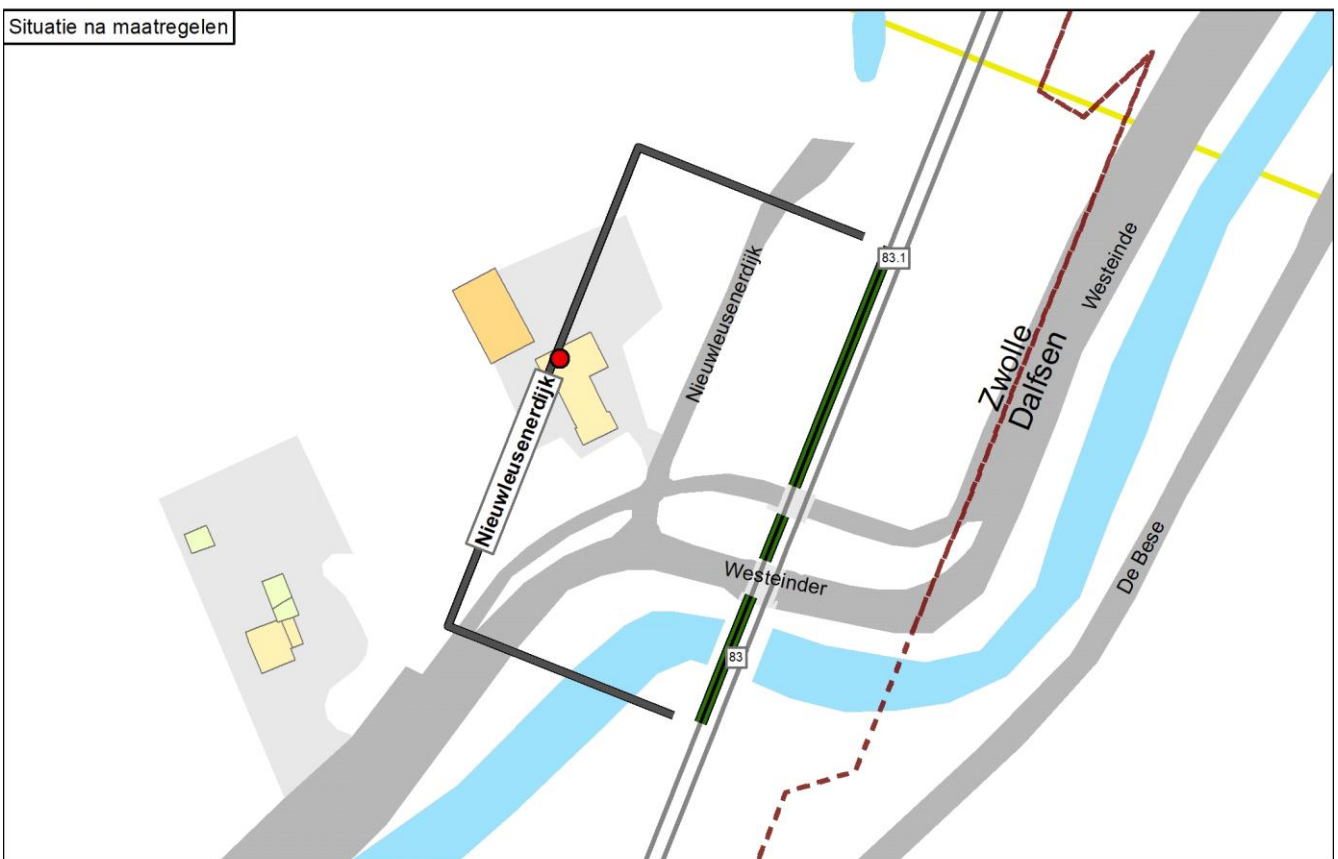 Situatie na maatregelen
83.1
Nieuwleusenerdijk
Westeinde
Zwolle
Dalfsen
Nieuwleusenerdijk
Westeinder
De Bese
83